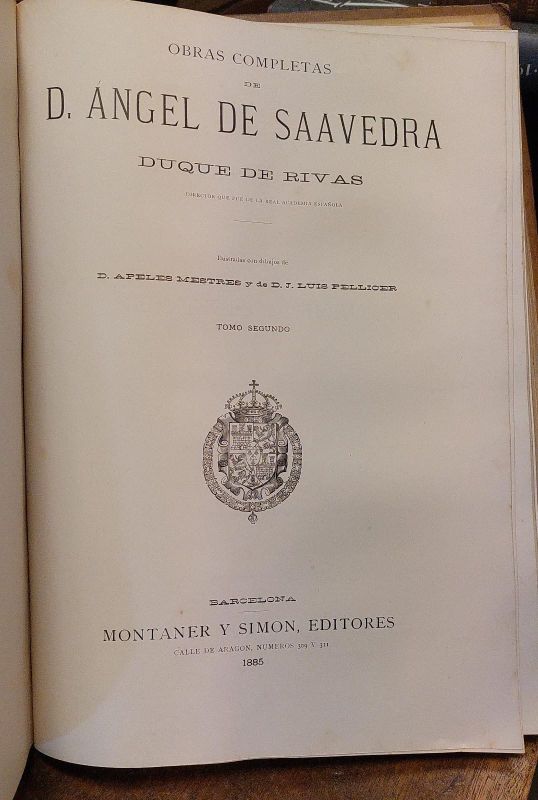 OBRAS COMPLETAS
DE
D. ÁNGEL DE SAAVEDRA
DUQUE DE RIVAS
DIRECTOR QUE FUÉ DE LA REAL ACADEMIA ESPAÑOLA
Ilustradas con dibujos de
D. APELES MESTRES y de D. J. LUIS PELLICER
TOMO SEGUNDO
BARCELONA
MONTANER Y SIMON, EDITORES
CALLE DE ARAGON, NÚMEROS 309 Y 311
1885